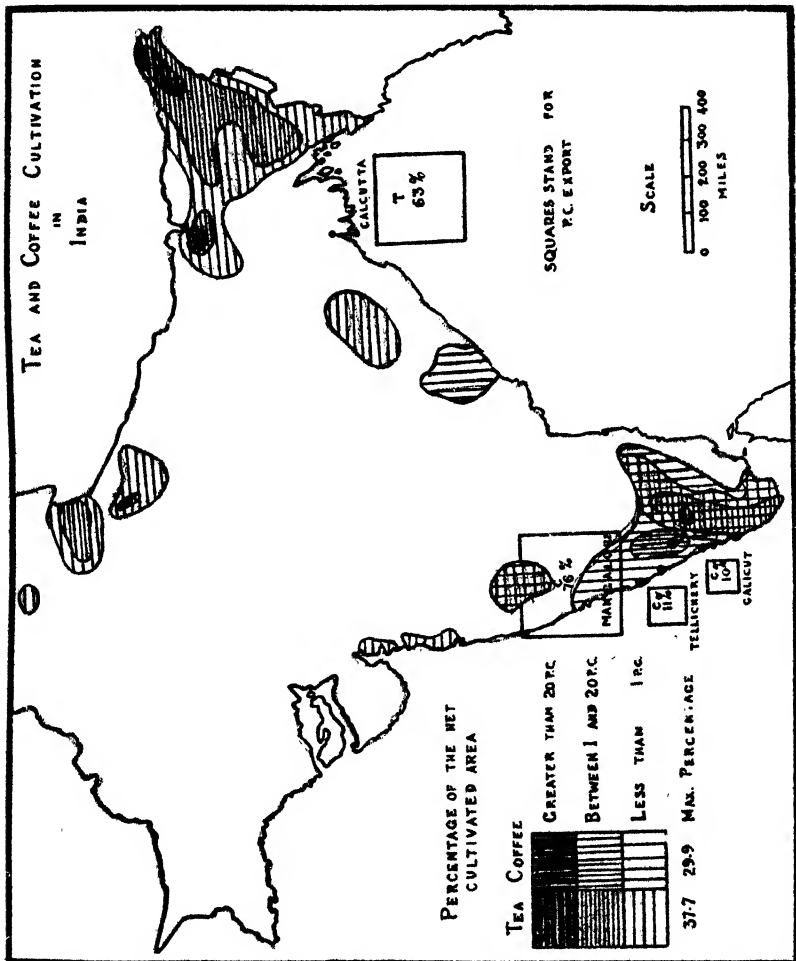 TEA AND COFFEE CULTIVATION
IN
INDIA
CALCUTTA
T
63%
SQUARES STAND FOR
P.C. EXPORT
SCALE
0 100 200 300 400
MILES
76%
MANGALORE
C
11%
TELLICHERY
C
CALICUT
PERCENTAGE OF THE NET
CULTIVATED AREA
TEA COFFEE
GREATER THAN 20 P.C
BETWEEN 1 AND 20 P.C.
LESS THAN 1 P.C.
37·7 29·9 MAX. PERCENTAGE